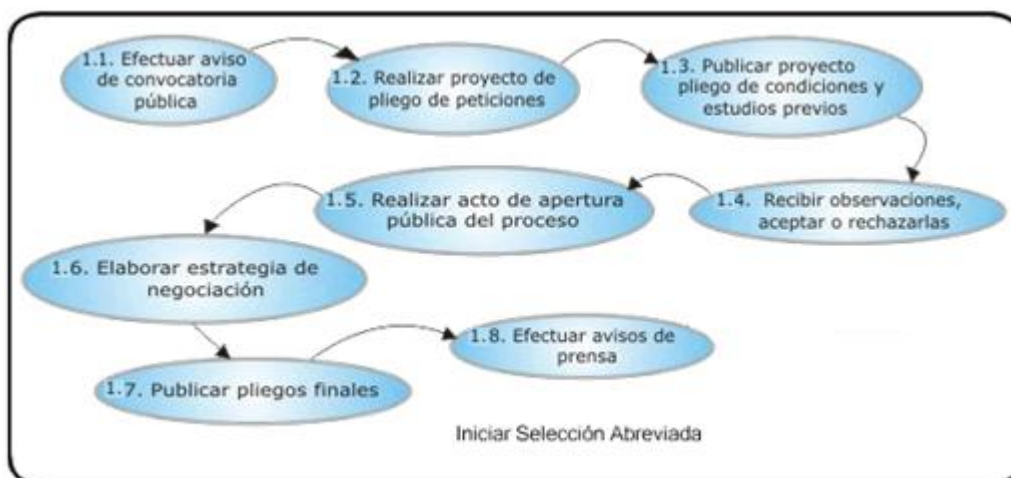 1.1. Efectuar aviso
de convocatoria
pública
1.2. Realizar proyecto de
pliego de peticiones
1.3. Publicar proyecto
pliego de condiciones y
estudios previos
1.4. Recibir observaciones,
aceptar o rechazarlas
1.5. Realizar acto de apertura
pública del proceso
1.6. Elaborar estrategia de
negociación
1.7. Publicar pliegos finales
1.8. Efectuar avisos de
prensa
Iniciar Selección Abreviada